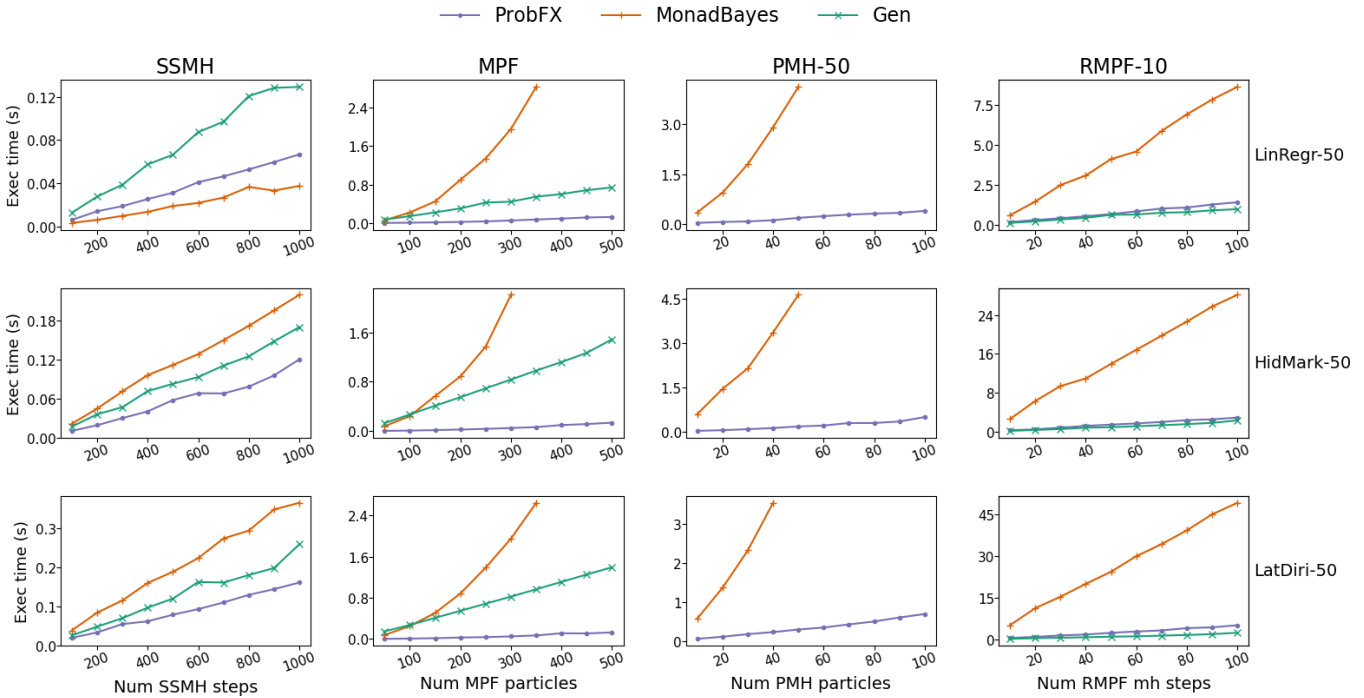 ProbFX MonadBayes Gen
SSMH MPF PMH-50 RMPF-10
Exec time (s)
0.12
0.08
0.04
0.00
200 400 600 800 1000
2.4
1.6
0.8
0.0
100 200 300 400 500
3.0
1.5
0.0
20 40 60 80 100
7.5
5.0
2.5
0.0
20 40 60 80 100
LinRegr-50
Exec time (s)
0.18
0.12
0.06
0.00
200 400 600 800 1000
1.6
0.8
0.0
100 200 300 400 500
4.5
3.0
1.5
0.0
20 40 60 80 100
24
16
8
0
20 40 60 80 100
HidMark-50
Exec time (s)
0.3
0.2
0.1
0.0
200 400 600 800 1000
Num SSMH steps
2.4
1.6
0.8
0.0
100 200 300 400 500
Num MPF particles
3
2
1
0
20 40 60 80 100
Num PMH particles
45
30
15
0
20 40 60 80 100
Num RMPF mh steps
LatDiri-50